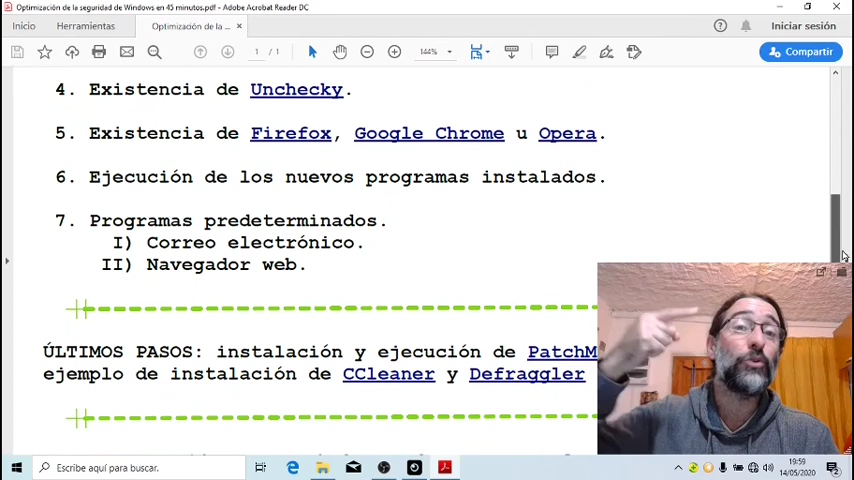 Optimización de la seguridad de Windows en 45 minutos.pdf - Adobe Acrobat Reader DC
Inicio Herramientas Optimización de la ... × Iniciar sesión
1 / 1 144% Compartir
4. Existencia de Unchecky.
5. Existencia de Firefox, Google Chrome u Opera.
6. Ejecución de los nuevos programas instalados.
7. Programas predeterminados.
I) Correo electrónico.
II) Navegador web.
ÚLTIMOS PASOS: instalación y ejecución de PatchM
ejemplo de instalación de CCleaner y Defraggler
Escribe aquí para buscar.
19:59
14/05/2020
2